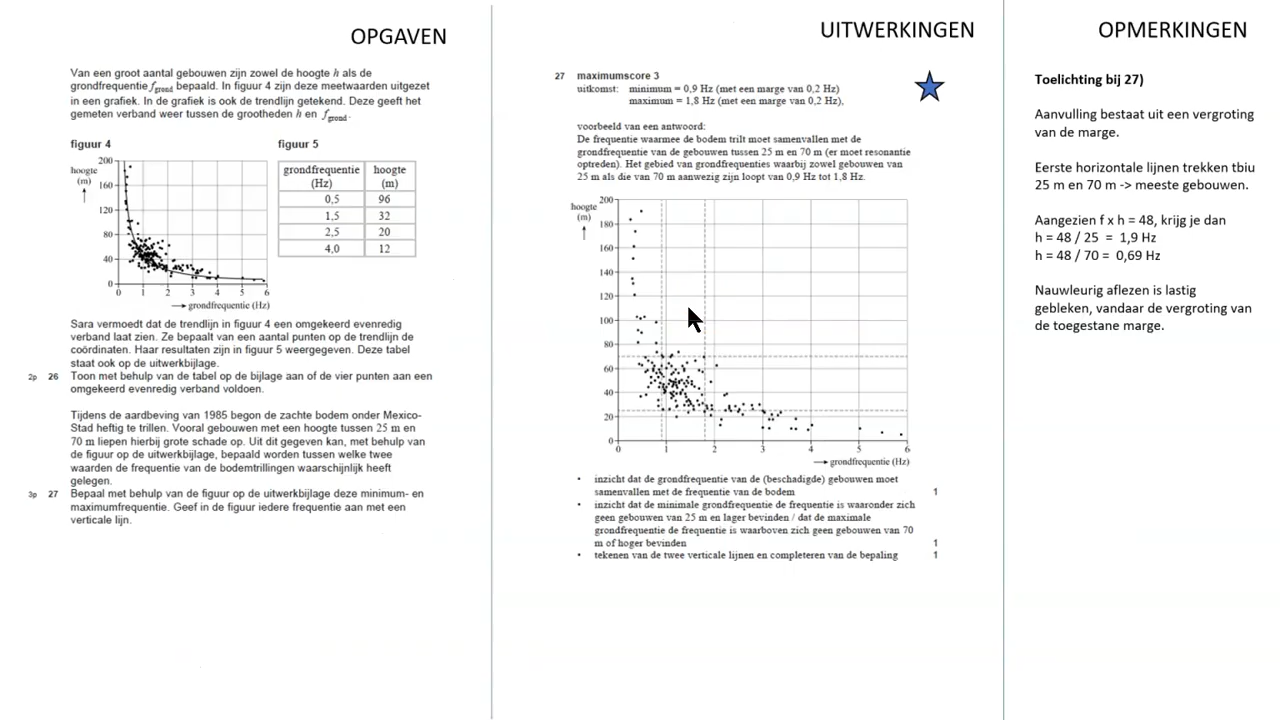 OPGAVEN
Van een groot aantal gebouwen zijn zowel de hoogte h als de
grondfrequentie fgrond bepaald. In figuur 4 zijn deze meetwaarden uitgezet
in een grafiek. In de grafiek is ook de trendlijn getekend. Deze geeft het
gemeten verband weer tussen de grootheden h en fgrond.
figuur 4
hoogte
(m)
200
160
120
80
40
0
0 1 2 3 4 5 6
grondfrequentie (Hz)
figuur 5
grondfrequentie (Hz) hoogte (m)
0,5 96
1,5 32
2,5 20
4,0 12
Sara vermoedt dat de trendlijn in figuur 4 een omgekeerd evenredig
verband laat zien. Ze bepaalt van een aantal punten op de trendlijn de
coördinaten. Haar resultaten zijn in figuur 5 weergegeven. Deze tabel
staat ook op de uitwerkbijlage.
2p 26 Toon met behulp van de tabel op de bijlage aan of de vier punten aan een
omgekeerd evenredig verband voldoen.
Tijdens de aardbeving van 1985 begon de zachte bodem onder Mexico-
Stad heftig te trillen. Vooral gebouwen met een hoogte tussen 25 m en
70 m liepen hierbij grote schade op. Uit dit gegeven kan, met behulp van
de figuur op de uitwerkbijlage, bepaald worden tussen welke twee
waarden de frequentie van de bodemtrillingen waarschijnlijk heeft
gelegen.
3p 27 Bepaal met behulp van de figuur op de uitwerkbijlage deze minimum- en
maximumfrequentie. Geef in de figuur iedere frequentie aan met een
verticale lijn.
UITWERKINGEN
27 maximumscore 3
uitkomst: minimum = 0,9 Hz (met een marge van 0,2 Hz)
maximum = 1,8 Hz (met een marge van 0,2 Hz),
voorbeeld van een antwoord:
De frequentie waarmee de bodem trilt moet samenvallen met de
grondfrequentie van de gebouwen tussen 25 m en 70 m (er moet resonantie
optreden). Het gebied van grondfrequenties waarbij zowel gebouwen van
25 m als die van 70 m aanwezig zijn loopt van 0,9 Hz tot 1,8 Hz.
hoogte
(m)
200
180
160
140
120
100
80
60
40
20
0
0 1 2 3 4 5 6
grondfrequentie (Hz)
• inzicht dat de grondfrequentie van de (beschadigde) gebouwen moet
samenvallen met de frequentie van de bodem 1
• inzicht dat de minimale grondfrequentie de frequentie is waaronder zich
geen gebouwen van 25 m en lager bevinden / dat de maximale
grondfrequentie de frequentie is waarboven zich geen gebouwen van 70
m of hoger bevinden 1
• tekenen van de twee verticale lijnen en completeren van de bepaling 1
OPMERKINGEN
Toelichting bij 27)
Aanvulling bestaat uit een vergroting
van de marge.
Eerste horizontale lijnen trekken tbiu
25 m en 70 m -> meeste gebouwen.
Aangezien f x h = 48, krijg je dan
h = 48 / 25 = 1,9 Hz
h = 48 / 70 = 0,69 Hz
Nauwleurig aflezen is lastig
gebleken, vandaar de vergroting van
de toegestane marge.